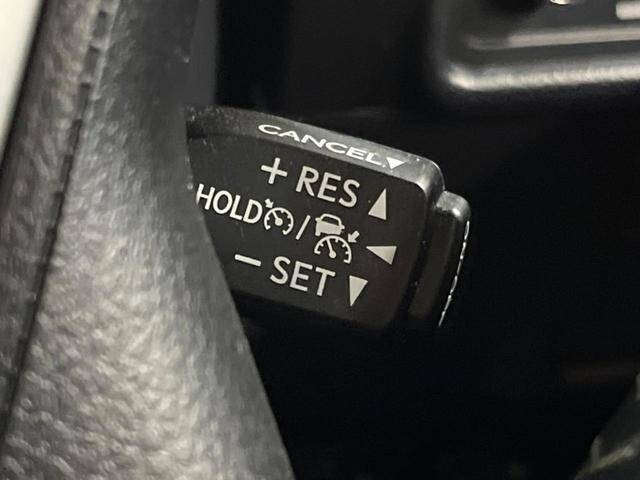 CANCEL▼
+ RES ▲
HOLD / ◀
- SET ▼